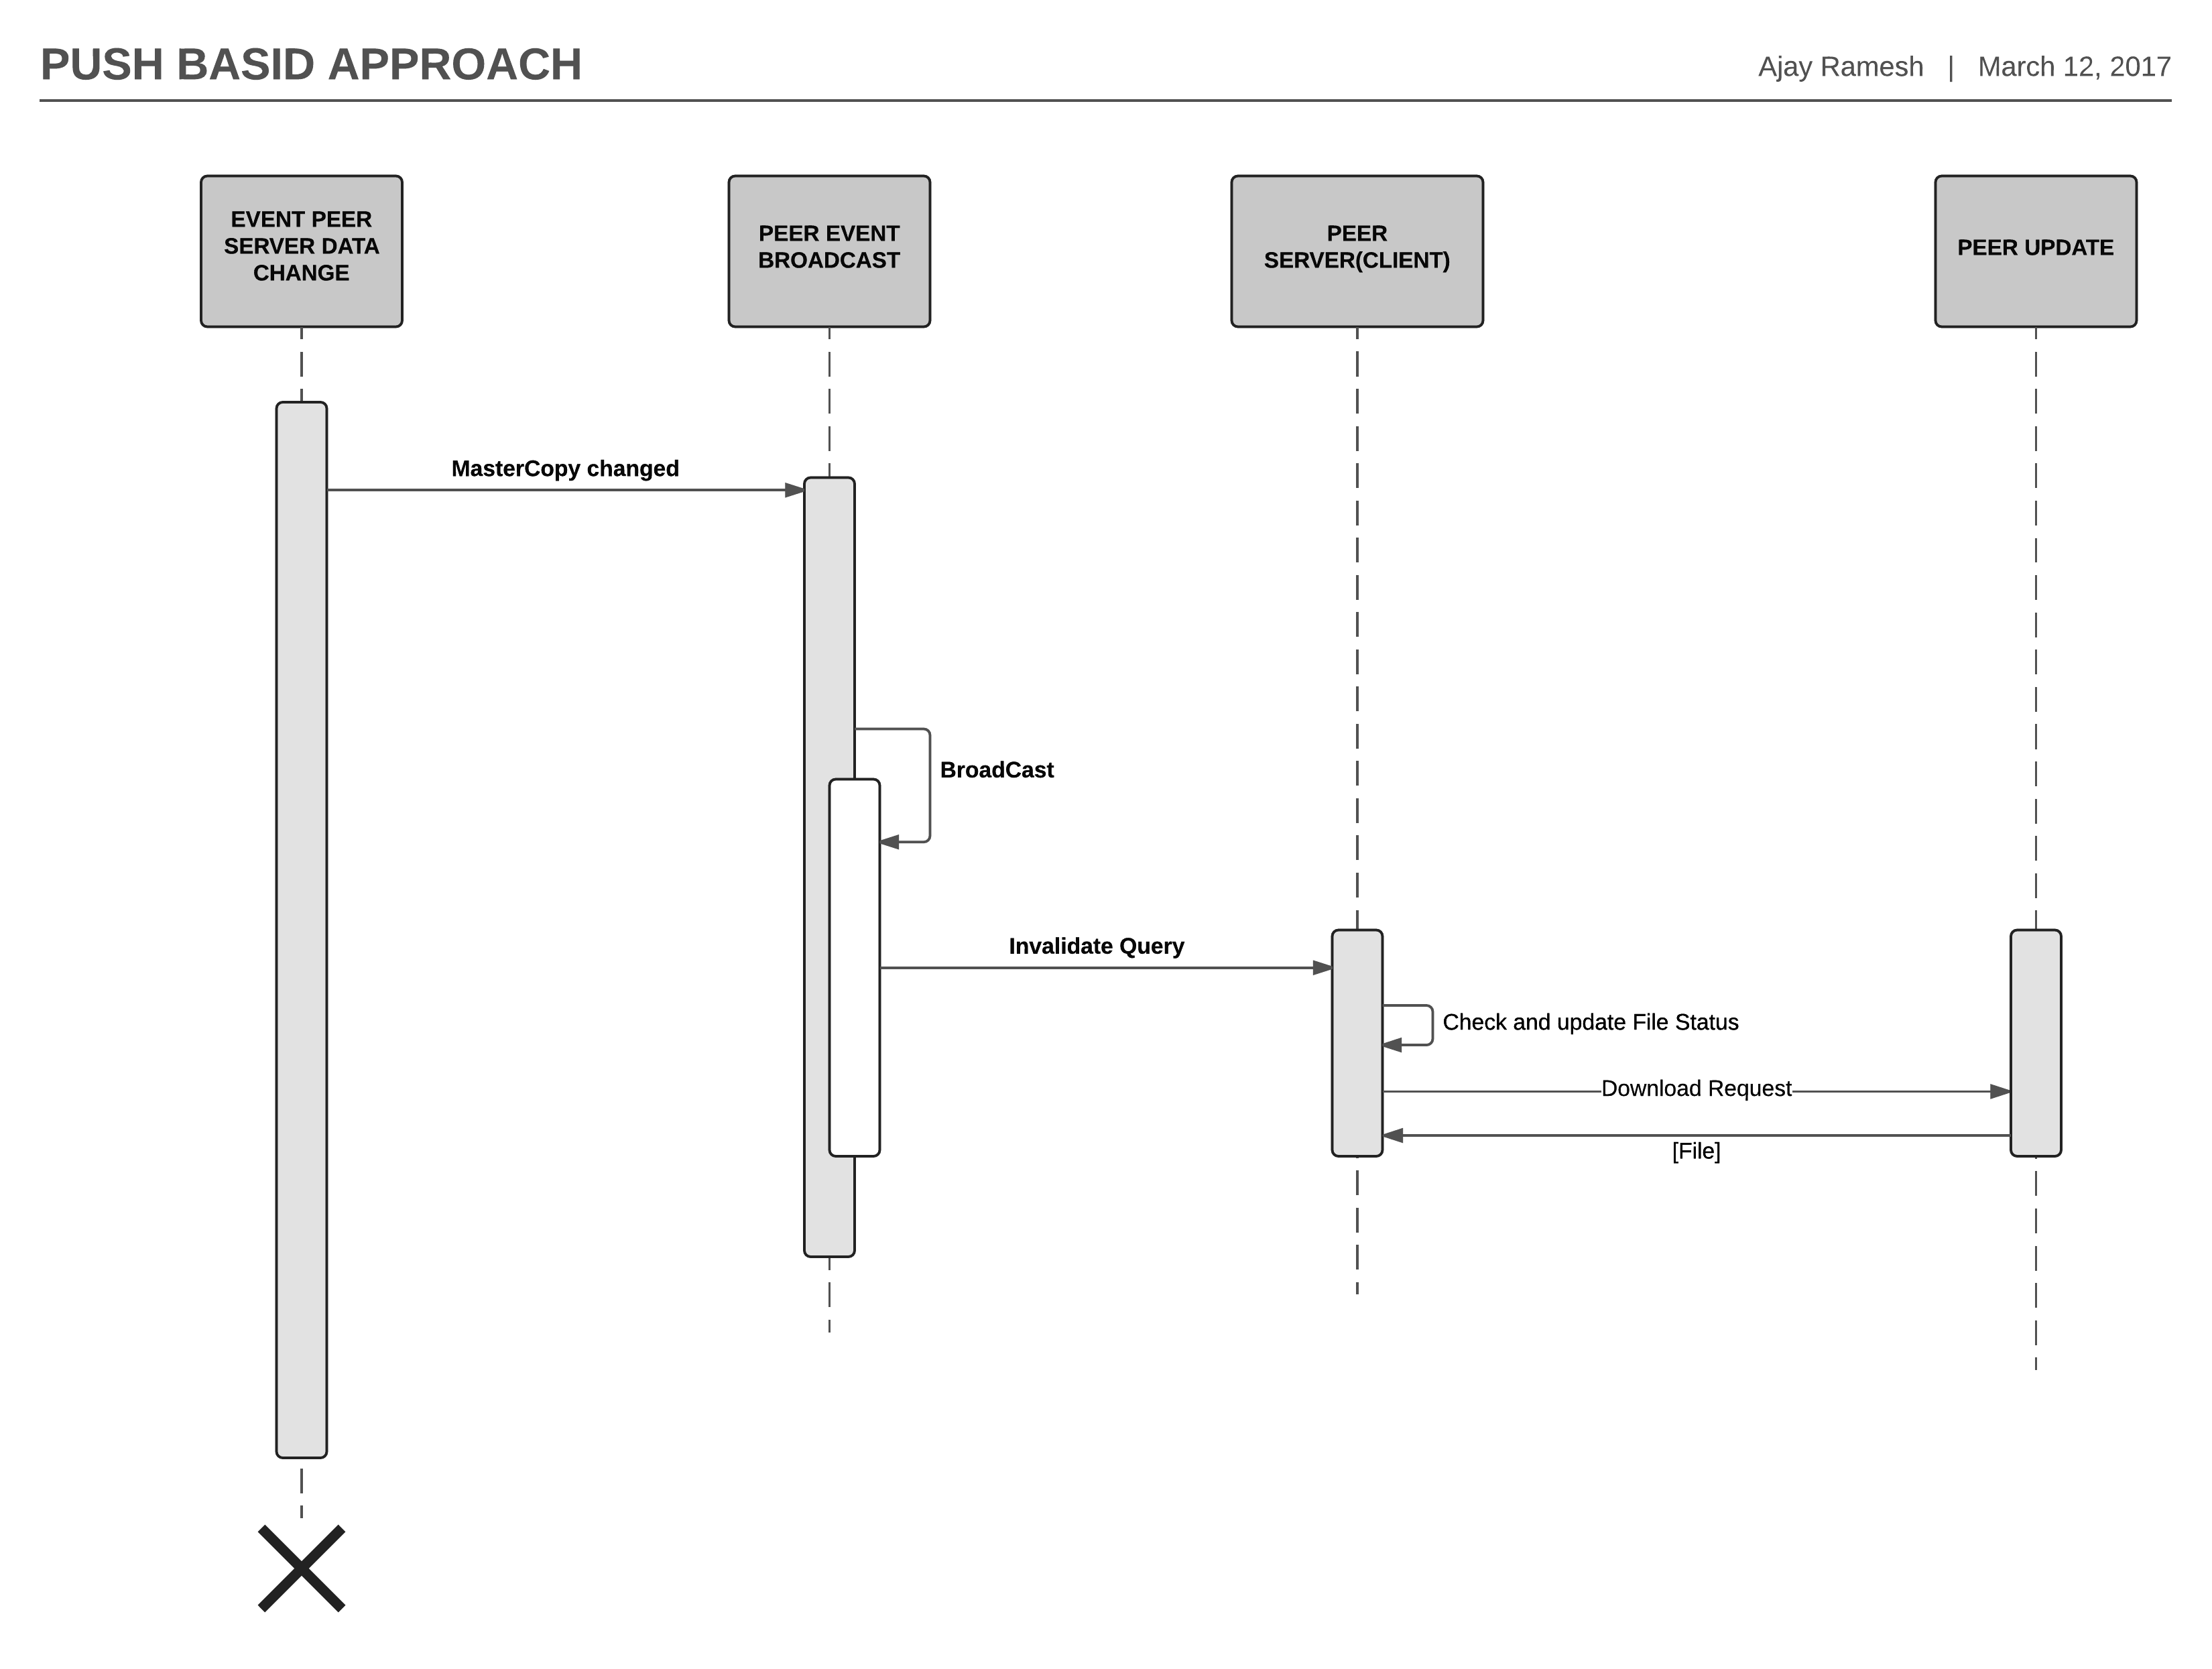 PUSH BASID APPROACH
Ajay Ramesh | March 12, 2017
EVENT PEER
SERVER DATA
CHANGE
PEER EVENT
BROADCAST
PEER
SERVER(CLIENT)
PEER UPDATE
MasterCopy changed
BroadCast
Invalidate Query
Check and update File Status
Download Request
[File]